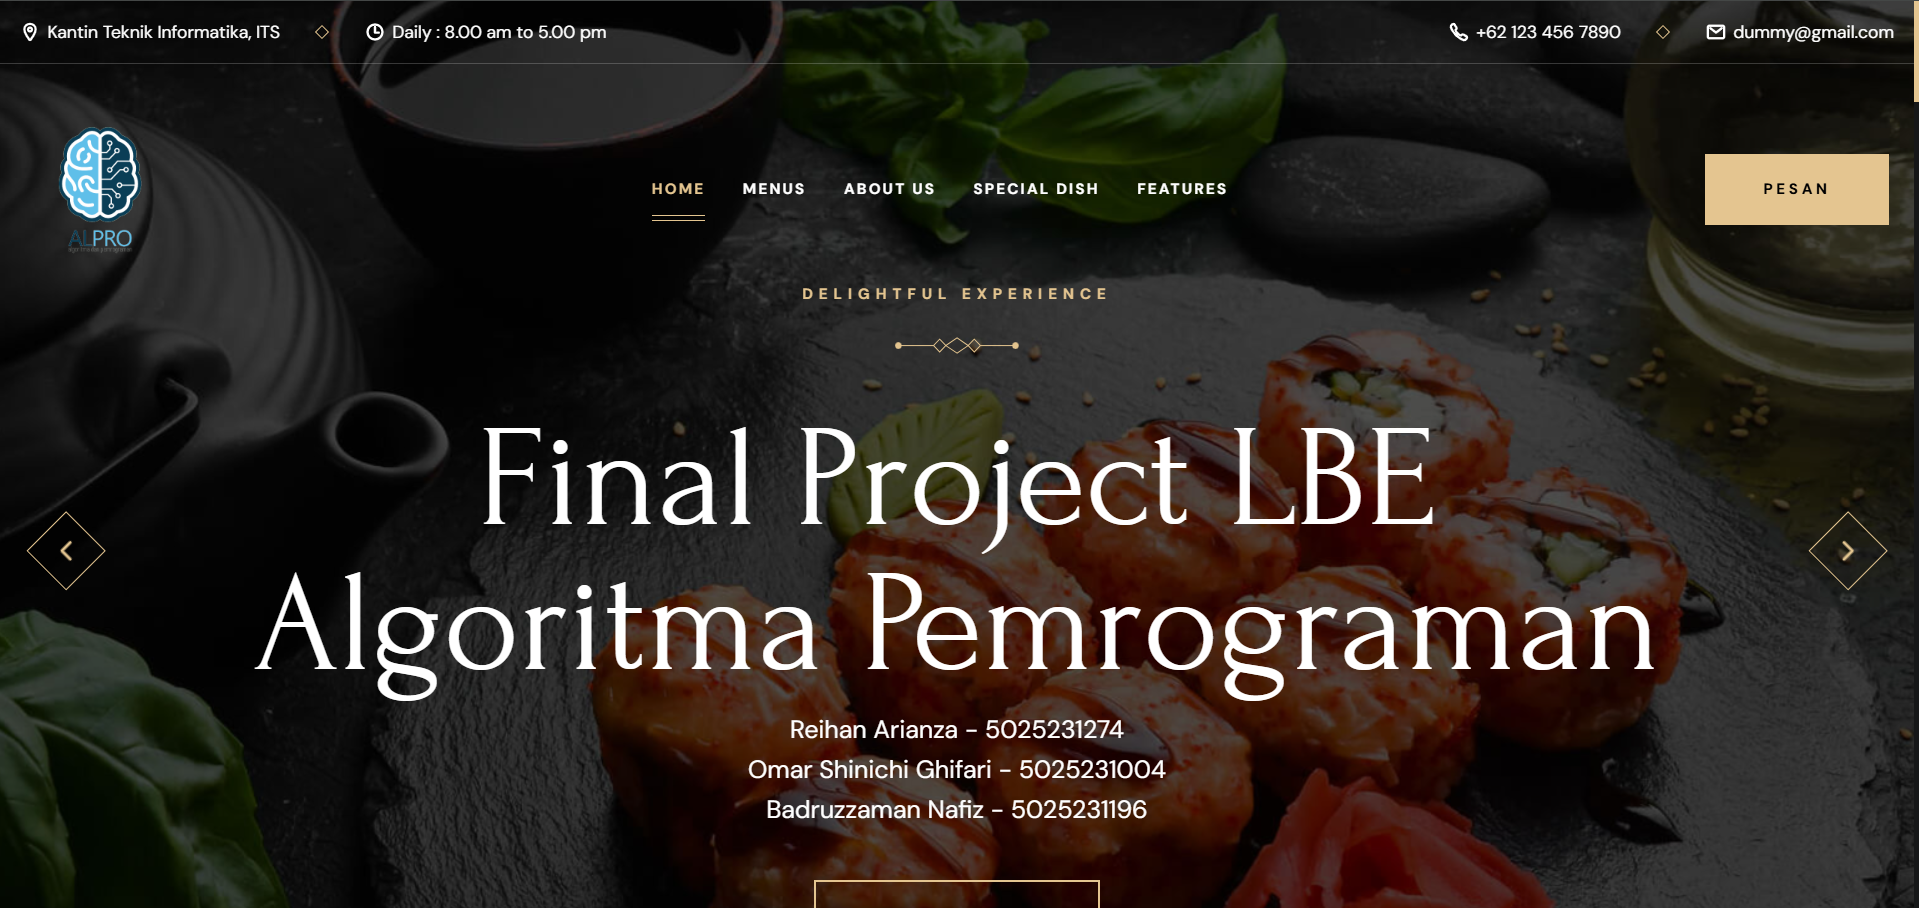 Kantin Teknik Informatika, ITS
Daily : 8.00 am to 5.00 pm
+62 123 456 7890
dummy@gmail.com
ALPRO
HOME
MENUS
ABOUT US
SPECIAL DISH
FEATURES
PESAN
DELIGHTFUL EXPERIENCE
Final Project LBE
Algoritma Pemrograman
Reihan Arianza - 5025231274
Omar Shinichi Ghifari - 5025231004
Badruzzaman Nafiz - 5025231196